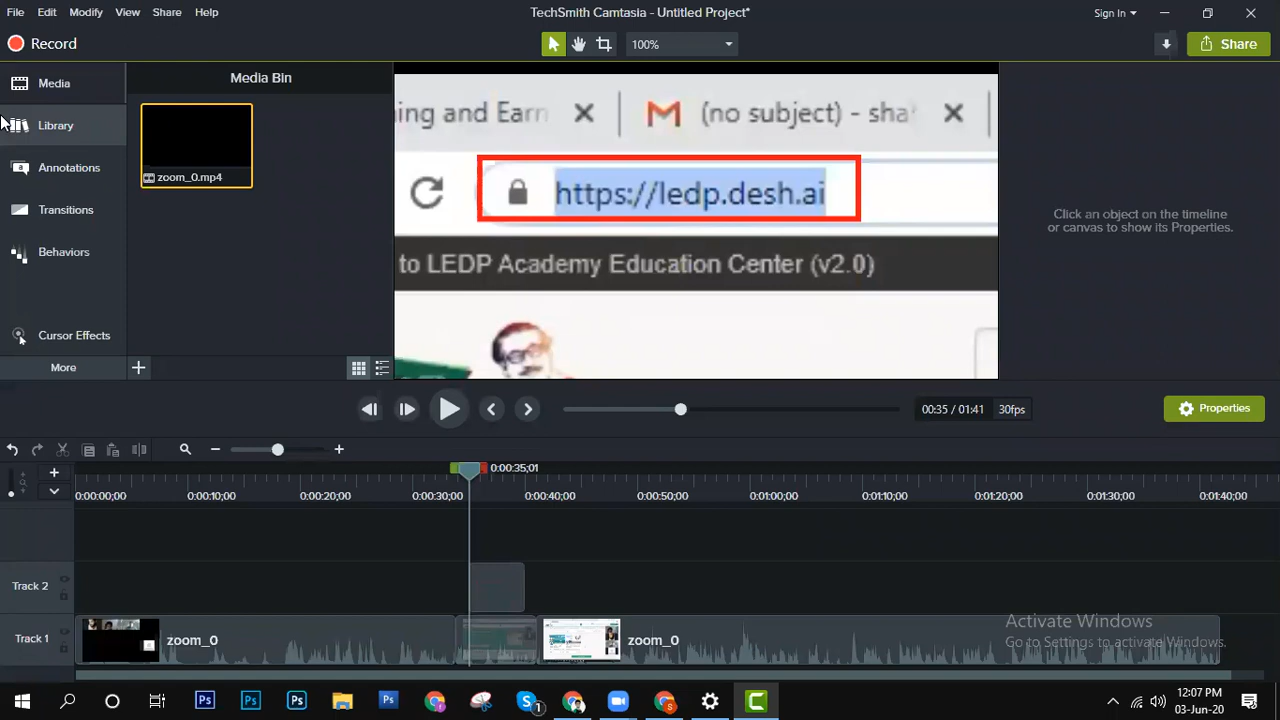 File Edit Modify View Share Help
TechSmith Camtasia - Untitled Project*
Sign In
Record
100%
Share
Media
Library
Annotations
Transitions
Behaviors
Cursor Effects
More
Media Bin
zoom_0.mp4
ning and Earn
(no subject) - sha
https://ledp.desh.ai
to LEDP Academy Education Center (v2.0)
Click an object on the timeline
or canvas to show its Properties.
00:35 / 01:41 30fps
Properties
0:00:35;01
0:00:00;00 0:00:10;00 0:00:20;00 0:00:30;00 0:00:40;00 0:00:50;00 0:01:00;00 0:01:10;00 0:01:20;00 0:01:30;00 0:01:40;00
Track 2
Track 1
zoom_0
zoom_0
Activate Windows
Go to Settings to activate Windows.
Ps Ps Ps Ps
S 1
S
C
12:07 PM
03-Jun-20